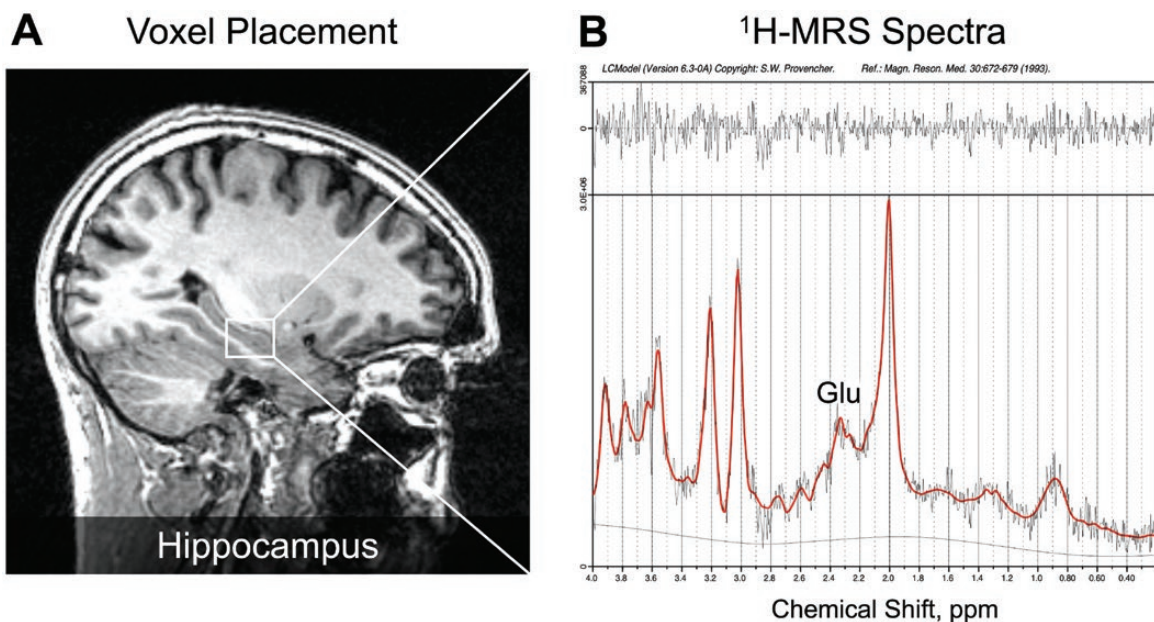 A Voxel Placement
Hippocampus
B ¹H-MRS Spectra
LCModel (Version 6.3-0A) Copyright: S.W. Provencher. Ref.: Magn. Reson. Med. 30:672-679 (1993).
367088
0
3.0E+06
Glu
0
4.0 3.8 3.6 3.4 3.2 3.0 2.8 2.6 2.4 2.2 2.0 1.8 1.6 1.4 1.2 1.0 0.80 0.60 0.40
Chemical Shift, ppm